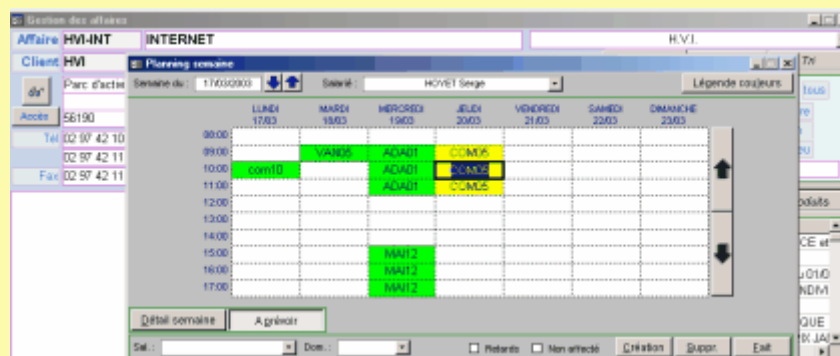 Gestion des affaires
Affaire HVI-INT INTERNET H.V.I.
Client HVI
Planning semaine
Tri
Semaine du : 17/03/2003 Salarié : HOYET Serge Légende couleurs
Parc d'activ
tous
LUNDI MARDI MERCREDI JEUDI VENDREDI SAMEDI DIMANCHE
17/03 18/03 19/03 20/03 21/03 22/03 23/03
Accès 56190
08:00
Tél 02 97 42 10
09:00 VAN05 ADA01 COM05
02 97 42 11
10:00 com10 ADA01 COM05
Fax 02 97 42 11
11:00 ADA01 COM05
12:00
13:00
14:00
15:00 MAI12
16:00 MAI12
17:00 MAI12
Détail semaine A prévoir
Sal. : Dom. : Retards Non affecté Création Suppr. Exit